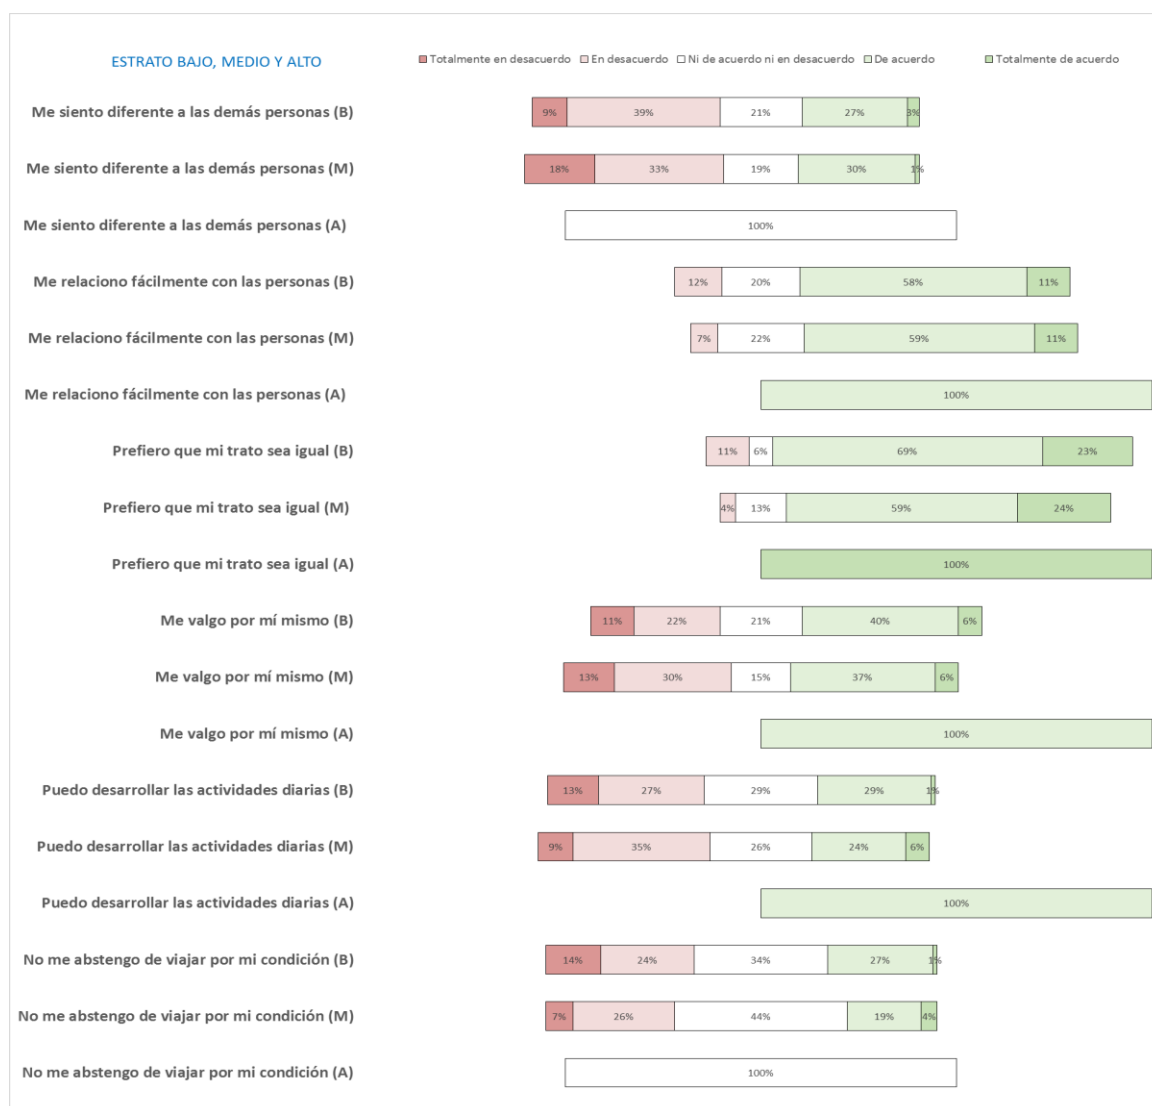 ESTRATO BAJO, MEDIO Y ALTO
Totalmente en desacuerdo En desacuerdo Ni de acuerdo ni en desacuerdo De acuerdo Totalmente de acuerdo
Me siento diferente a las demás personas (B) 9% 39% 21% 27% 3%
Me siento diferente a las demás personas (M) 18% 33% 19% 30% 1%
Me siento diferente a las demás personas (A) 100%
Me relaciono fácilmente con las personas (B) 12% 20% 58% 11%
Me relaciono fácilmente con las personas (M) 7% 22% 59% 11%
Me relaciono fácilmente con las personas (A) 100%
Prefiero que mi trato sea igual (B) 11% 6% 69% 23%
Prefiero que mi trato sea igual (M) 4% 13% 59% 24%
Prefiero que mi trato sea igual (A) 100%
Me valgo por mí mismo (B) 11% 22% 21% 40% 6%
Me valgo por mí mismo (M) 13% 30% 15% 37% 6%
Me valgo por mí mismo (A) 100%
Puedo desarrollar las actividades diarias (B) 13% 27% 29% 29% 1%
Puedo desarrollar las actividades diarias (M) 9% 35% 26% 24% 6%
Puedo desarrollar las actividades diarias (A) 100%
No me abstengo de viajar por mi condición (B) 14% 24% 34% 27% 1%
No me abstengo de viajar por mi condición (M) 7% 26% 44% 19% 4%
No me abstengo de viajar por mi condición (A) 100%